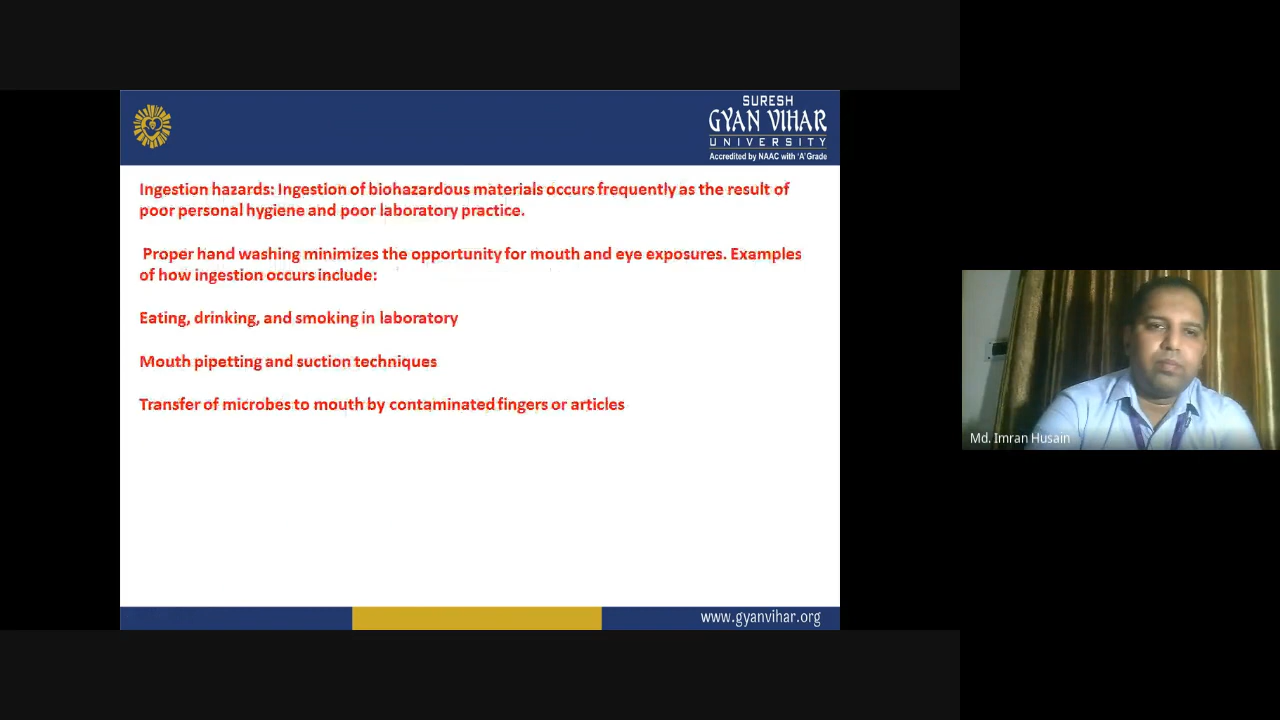 SURESH
GYAN VIHAR
UNIVERSITY
Accredited by NAAC with 'A' Grade
Ingestion hazards: Ingestion of biohazardous materials occurs frequently as the result of
poor personal hygiene and poor laboratory practice.
Proper hand washing minimizes the opportunity for mouth and eye exposures. Examples
of how ingestion occurs include:
Eating, drinking, and smoking in laboratory
Mouth pipetting and suction techniques
Transfer of microbes to mouth by contaminated fingers or articles
www.gyanvihar.org
Md. Imran Husain